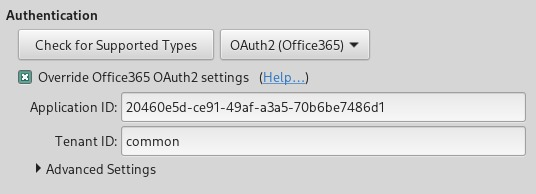 Authentication
Check for Supported Types OAuth2 (Office365)
Override Office365 OAuth2 settings (Help...)
Application ID: 20460e5d-ce91-49af-a3a5-70b6be7486d1
Tenant ID: common
Advanced Settings